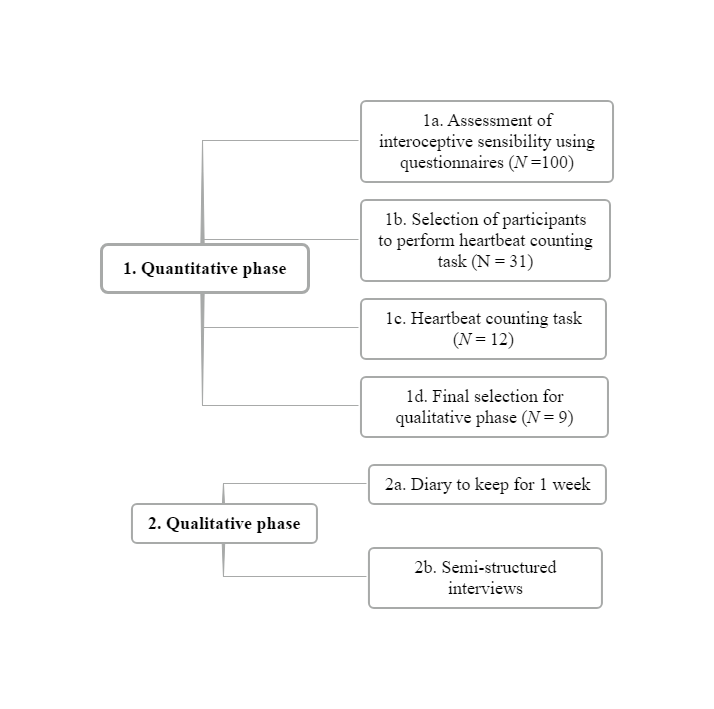 1a. Assessment of
interoceptive sensibility using
questionnaires (N =100)
1b. Selection of participants
to perform heartbeat counting
task (N = 31)
1. Quantitative phase
1c. Heartbeat counting task
(N = 12)
1d. Final selection for
qualitative phase (N = 9)
2a. Diary to keep for 1 week
2. Qualitative phase
2b. Semi-structured
interviews